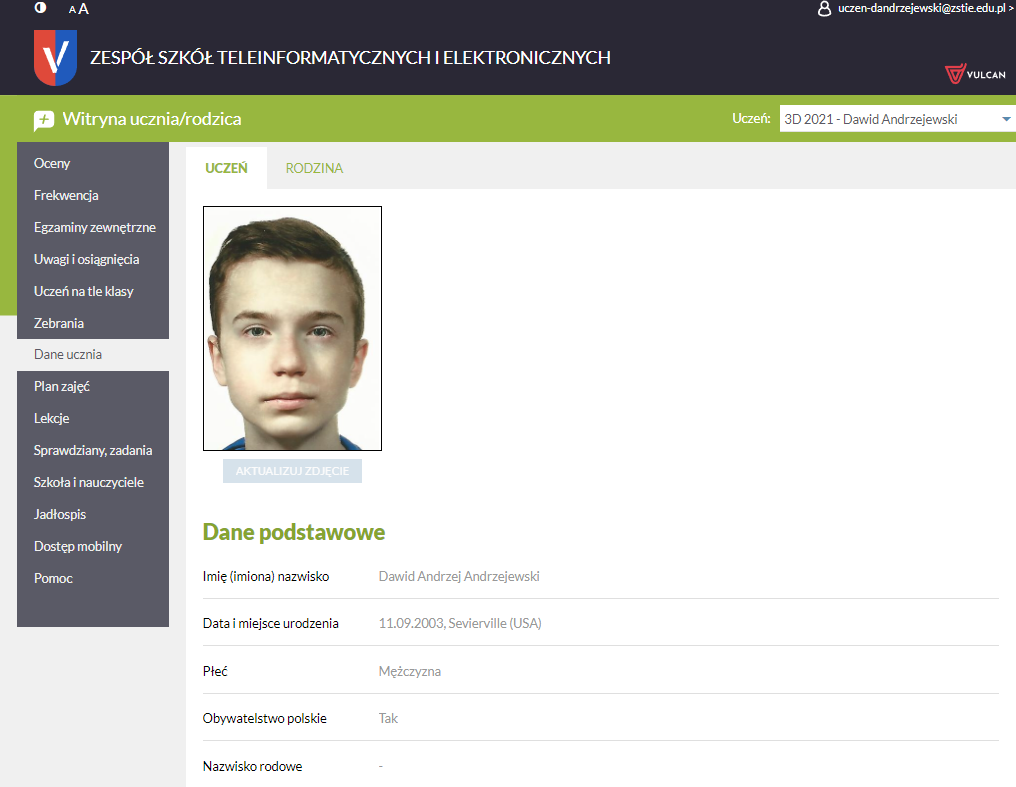 AA
uczen-dandrzejewski@zstie.edu.pl >
ZESPÓŁ SZKÓŁ TELEINFORMATYCZNYCH I ELEKTRONICZNYCH
VULCAN
Witryna ucznia/rodzica
Uczeń: 3D 2021 - Dawid Andrzejewski
Oceny
Frekwencja
Egzaminy zewnętrzne
Uwagi i osiągnięcia
Uczeń na tle klasy
Zebrania
Dane ucznia
Plan zajęć
Lekcje
Sprawdziany, zadania
Szkoła i nauczyciele
Jadłospis
Dostęp mobilny
Pomoc
UCZEŃ RODZINA
AKTUALIZUJ ZDJĘCIE
Dane podstawowe
Imię (imiona) nazwisko Dawid Andrzej Andrzejewski
Data i miejsce urodzenia 11.09.2003, Sevierville (USA)
Płeć Mężczyzna
Obywatelstwo polskie Tak
Nazwisko rodowe -